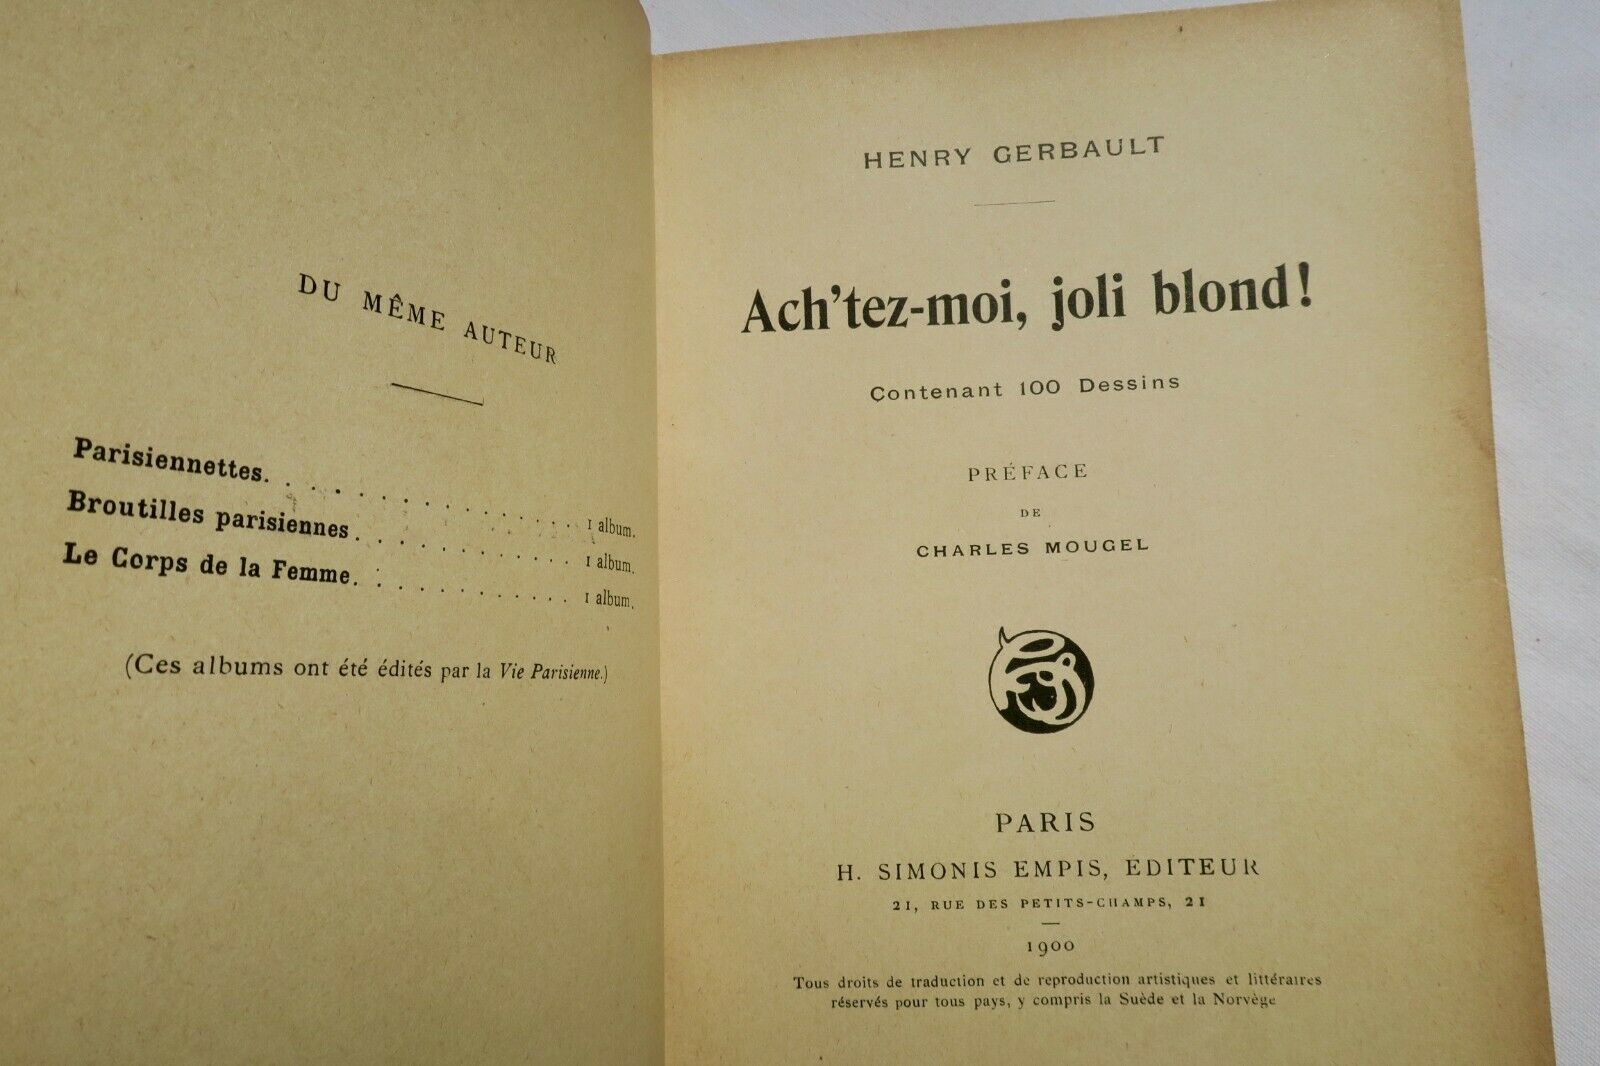 DU MÊME AUTEUR
Parisiennettes. . . . . . . . . . . . . . . 1 album.
Broutilles parisiennes . . . . . . . . . . . 1 album.
Le Corps de la Femme. . . . . . . . . . . . 1 album.
(Ces albums ont été édités par la Vie Parisienne.)
HENRY GERBAULT
Ach'tez-moi, joli blond!
Contenant 100 Dessins
PRÉFACE
DE
CHARLES MOUGEL
PARIS
H. SIMONIS EMPIS, ÉDITEUR
21, RUE DES PETITS-CHAMPS, 21
1900
Tous droits de traduction et de reproduction artistiques et littéraires
réservés pour tous pays, y compris la Suède et la Norvège